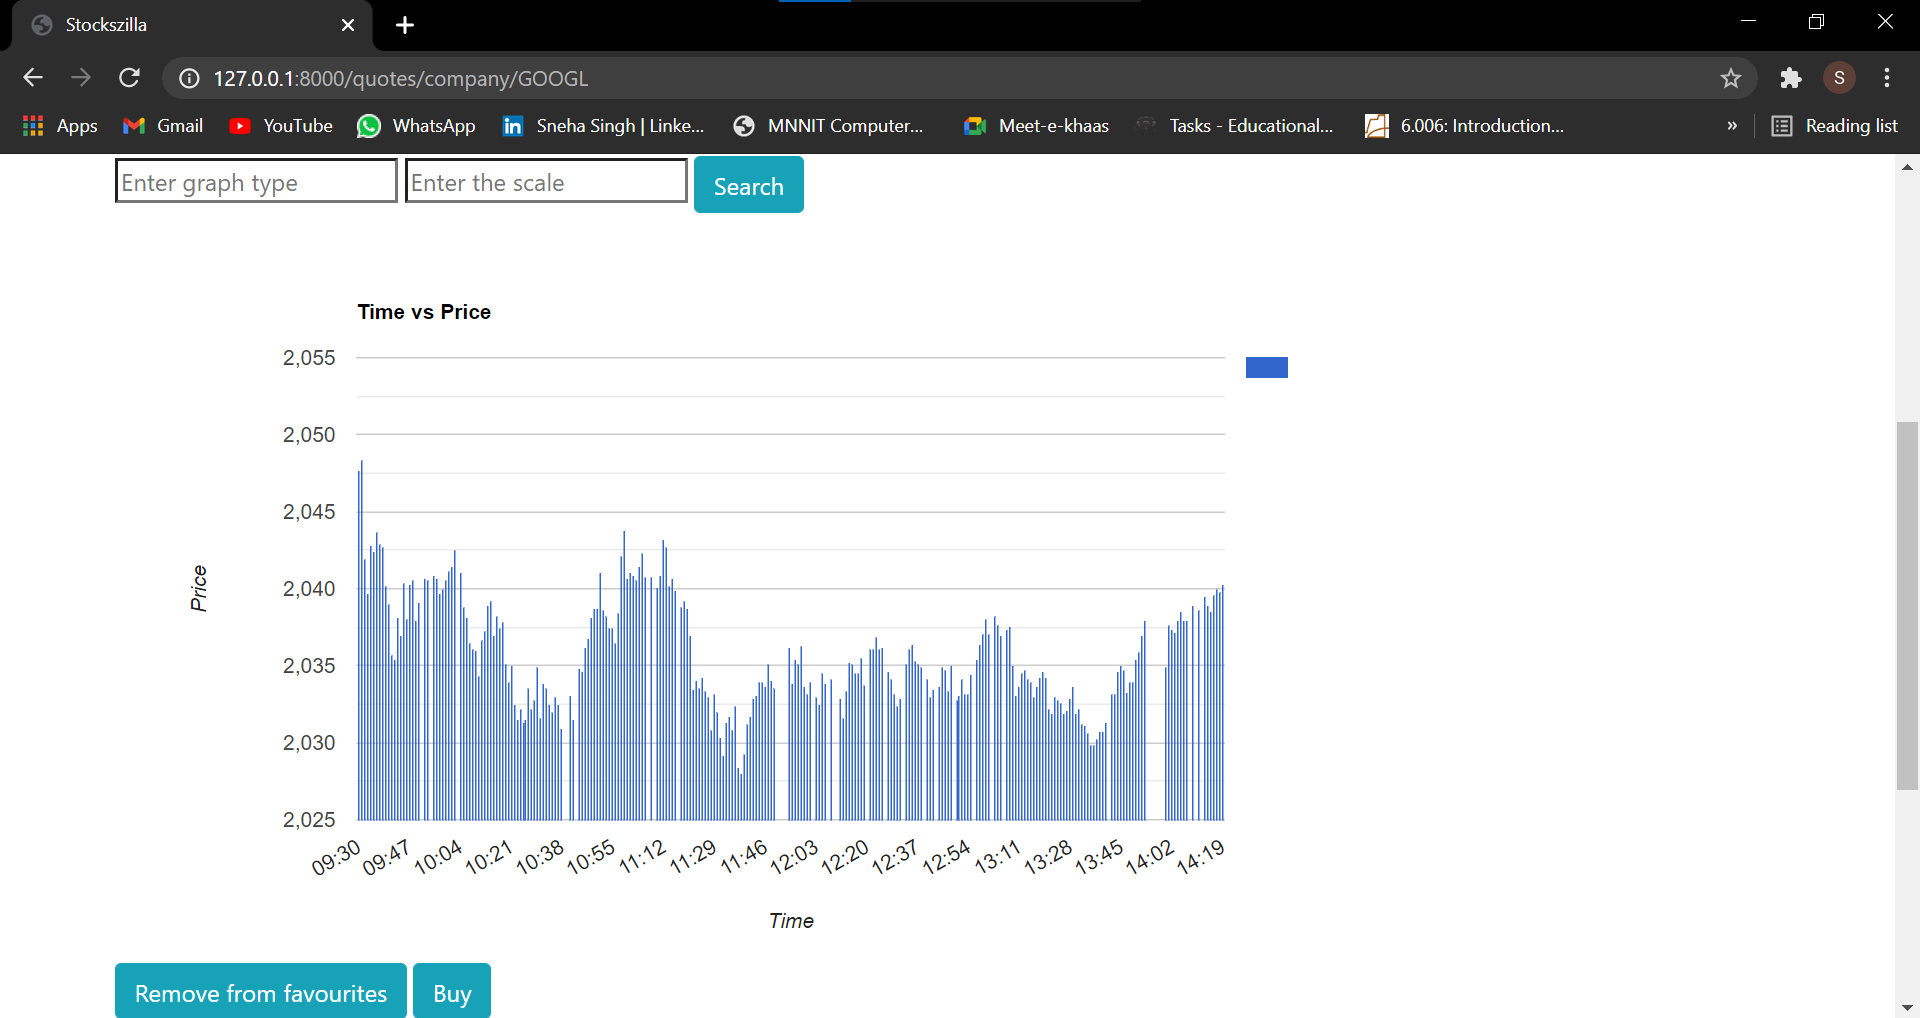 Stockszilla
127.0.0.1:8000/quotes/company/GOOGL
S
Apps Gmail YouTube WhatsApp in Sneha Singh | Linke... MNNIT Computer... Meet-e-khaas Tasks - Educational... 6.006: Introduction... » Reading list
Enter graph type Enter the scale Search
Time vs Price
2,055
2,050
2,045
2,040
2,035
2,030
2,025
Price
09:30 09:47 10:04 10:21 10:38 10:55 11:12 11:29 11:46 12:03 12:20 12:37 12:54 13:11 13:28 13:45 14:02 14:19
Time
Remove from favourites Buy